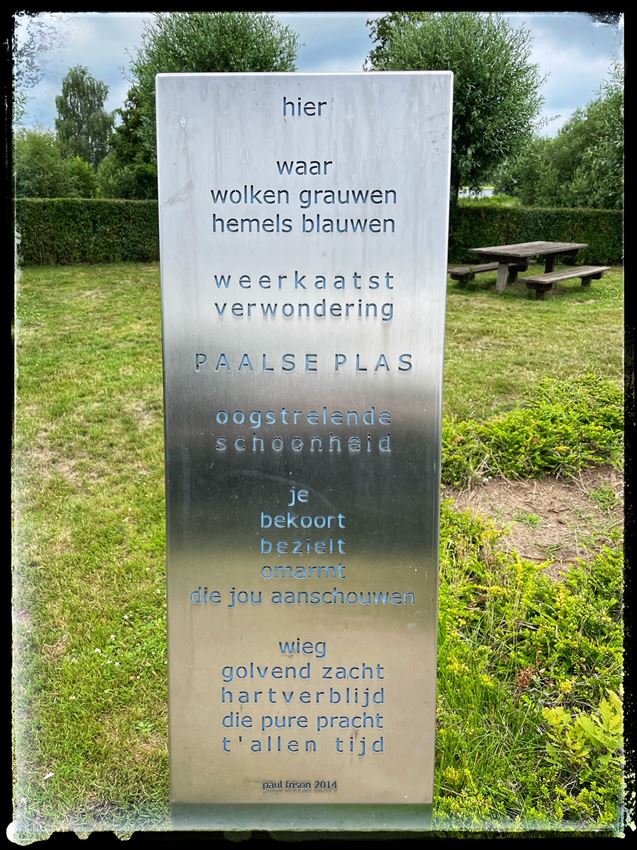 hier
waar
wolken grauwen
hemels blauwen
weerkaatst
verwondering
PAALSE PLAS
oogstrelende
schoonheid
je
bekoort
bezielt
omarmt
die jou aanschouwen
wieg
golvend zacht
hartverblijd
die pure pracht
t'allen tijd
paul frison 2014